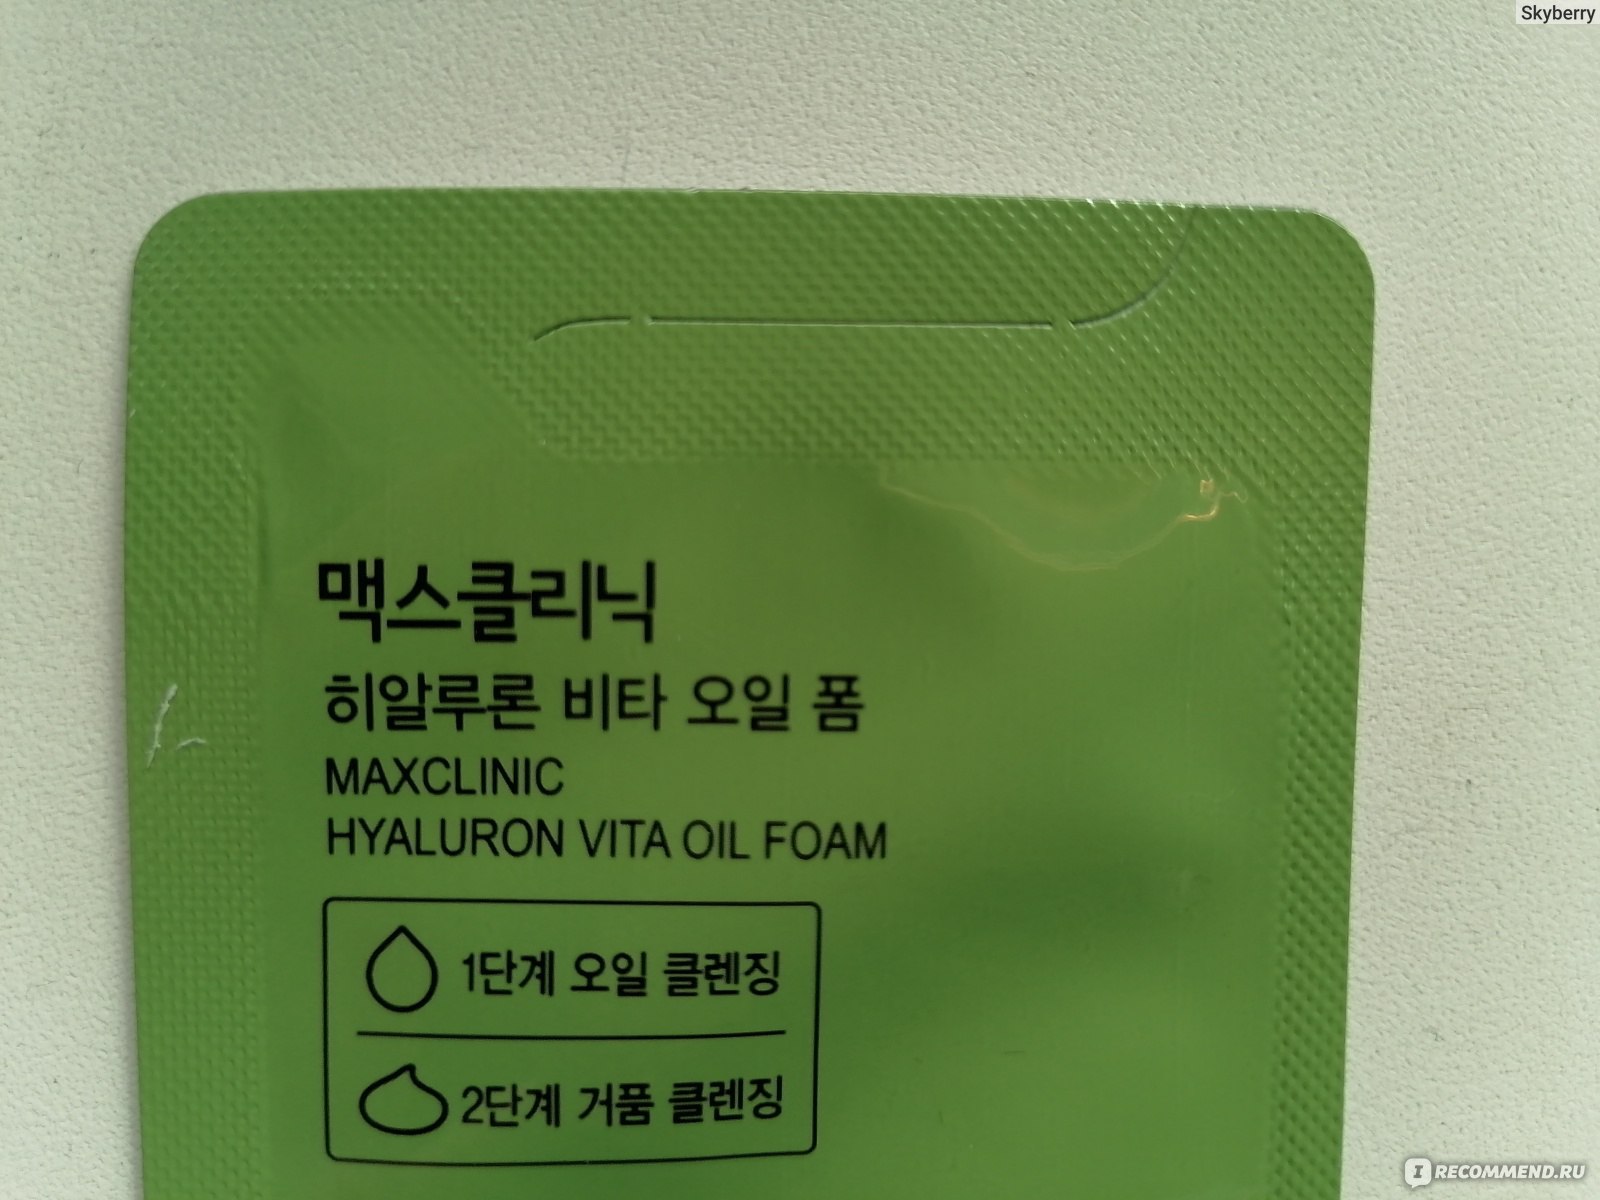 Skyberry
맥스클리닉
히알루론 비타 오일 폼
MAXCLINIC
HYALURON VITA OIL FOAM
1단계 오일 클렌징
2단계 거품 클렌징
IRECOMMEND.RU